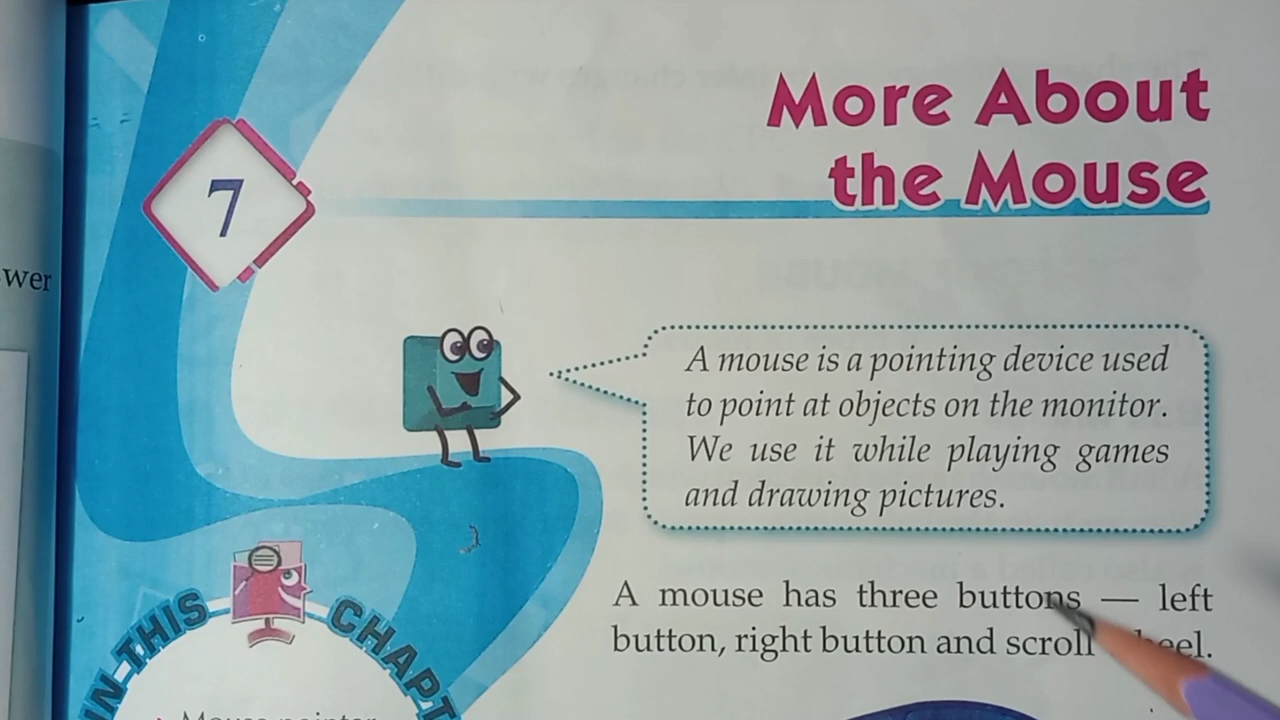 wer
7
More About
the Mouse
A mouse is a pointing device used
to point at objects on the monitor.
We use it while playing games
and drawing pictures.
A mouse has three buttons — left
button, right button and scroll
IN THIS
Mouse pointer